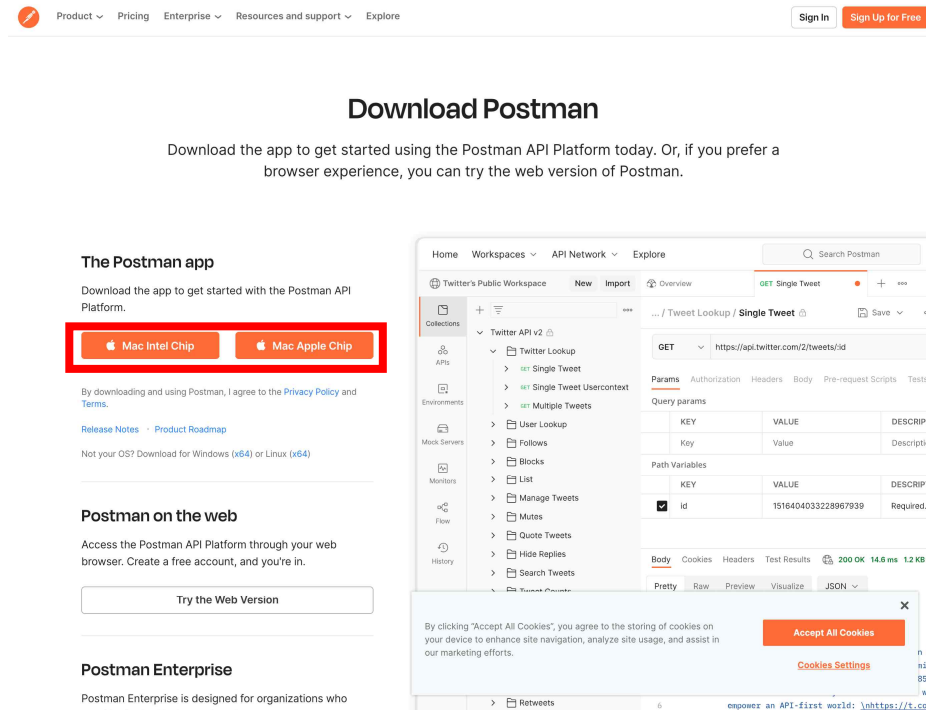 Product Pricing Enterprise Resources and support Explore Sign In Sign Up for Free
Download Postman
Download the app to get started using the Postman API Platform today. Or, if you prefer a
browser experience, you can try the web version of Postman.
The Postman app
Download the app to get started with the Postman API
Platform.
Mac Intel Chip Mac Apple Chip
By downloading and using Postman, I agree to the Privacy Policy and
Terms.
Release Notes · Product Roadmap
Not your OS? Download for Windows (x64) or Linux (x64)
Postman on the web
Access the Postman API Platform through your web
browser. Create a free account, and you're in.
Try the Web Version
Postman Enterprise
Postman Enterprise is designed for organizations who
Home Workspaces API Network Explore Search Postman
Twitter's Public Workspace New Import Overview GET Single Tweet
Collections
APIs
Environments
Mock Servers
Monitors
Flow
History
Twitter API v2
Twitter Lookup
GET Single Tweet
GET Single Tweet Usercontext
GET Multiple Tweets
User Lookup
Follows
Blocks
List
Manage Tweets
Mutes
Quote Tweets
Hide Replies
Search Tweets
Tweet Counts
Retweets
... / Tweet Lookup / Single Tweet Save
GET https://api.twitter.com/2/tweets/:id
Params Authorization Headers Body Pre-request Scripts Tests
Query params
KEY VALUE DESCRIP
Key Value Descripti
Path Variables
KEY VALUE DESCRIP
id 1516404033228967939 Required.
Body Cookies Headers Test Results 200 OK 14.6 ms 1.2 KB
Pretty Raw Preview Visualize JSON
By clicking "Accept All Cookies", you agree to the storing of cookies on
your device to enhance site navigation, analyze site usage, and assist in
our marketing efforts.
Accept All Cookies
Cookies Settings
6 empower an API-first world: \nhttps://t.co